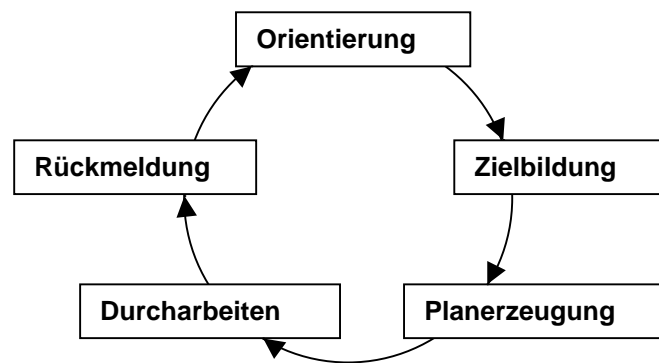 Orientierung
Rückmeldung
Zielbildung
Durcharbeiten
Planerzeugung